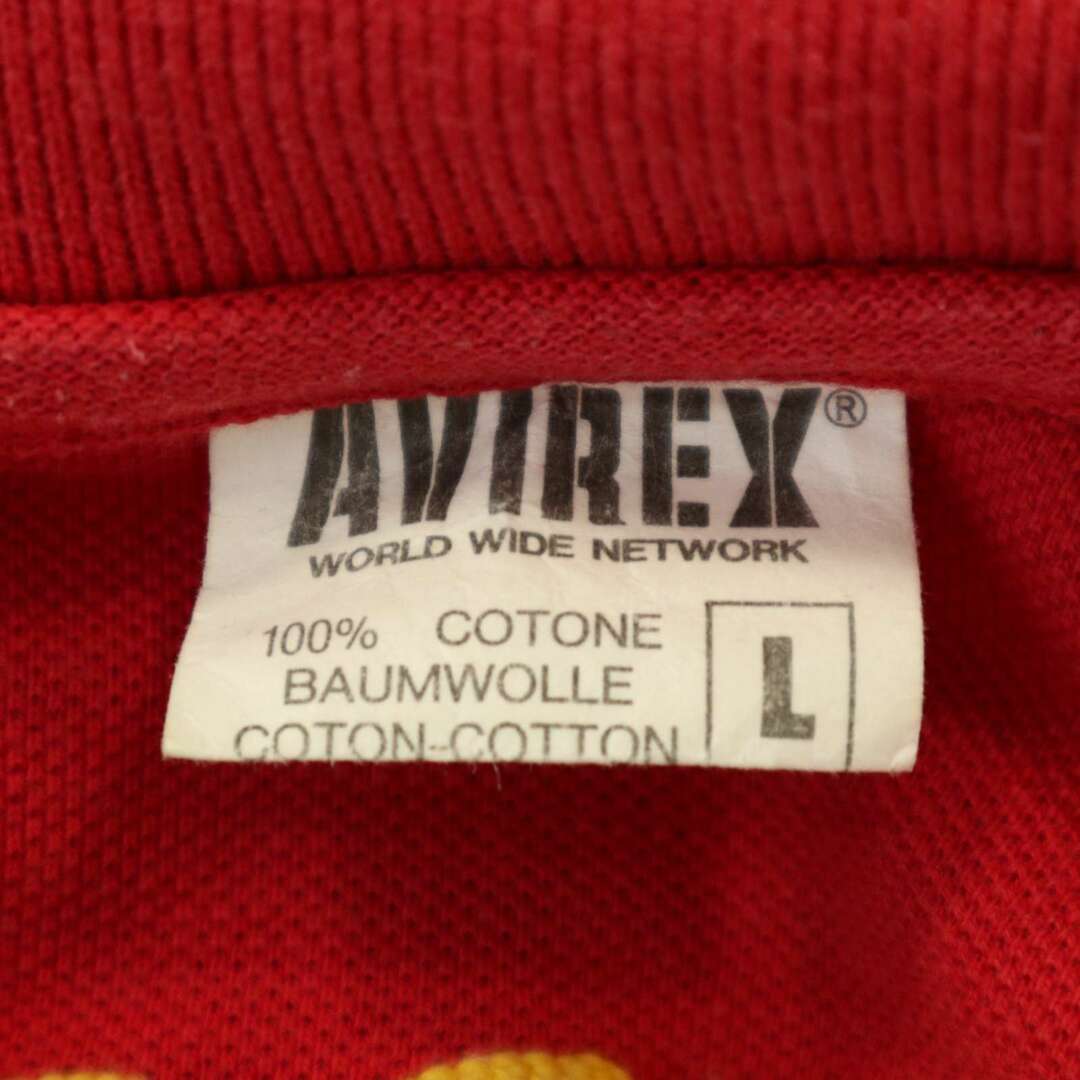 AVIREX®
WORLD WIDE NETWORK
100% COTONE
BAUMWOLLE
COTON-COTTON
L